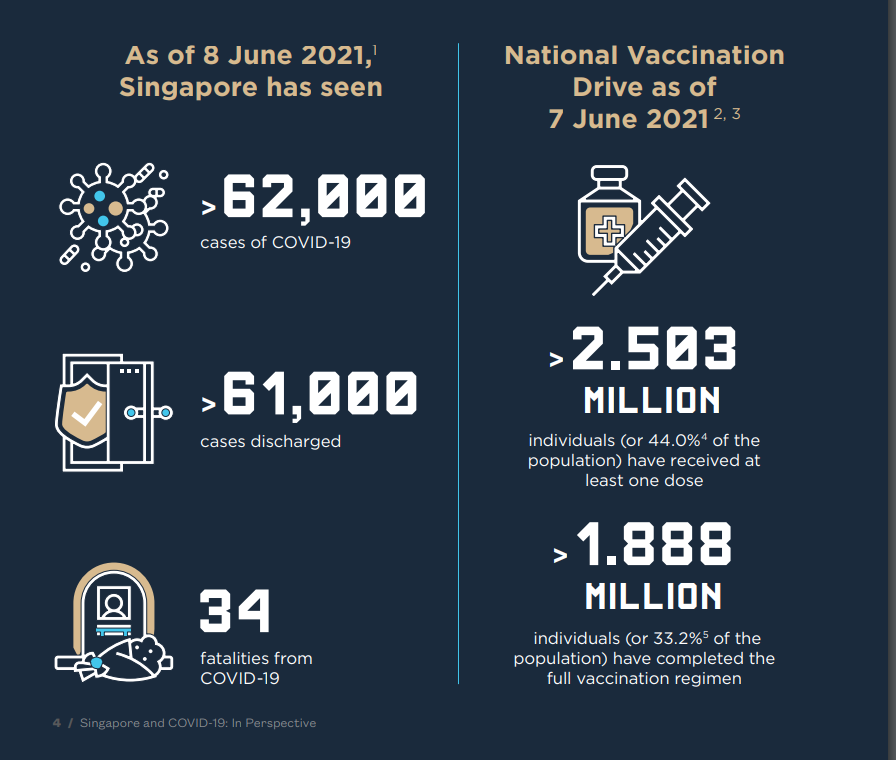 As of 8 June 2021,¹
Singapore has seen
>62,000
cases of COVID-19
>61,000
cases discharged
34
fatalities from
COVID-19
National Vaccination
Drive as of
7 June 2021 ²,³
>2.503
MILLION
individuals (or 44.0%⁴ of the
population) have received at
least one dose
>1.888
MILLION
individuals (or 33.2%⁵ of the
population) have completed the
full vaccination regimen
4 / Singapore and COVID-19: In Perspective